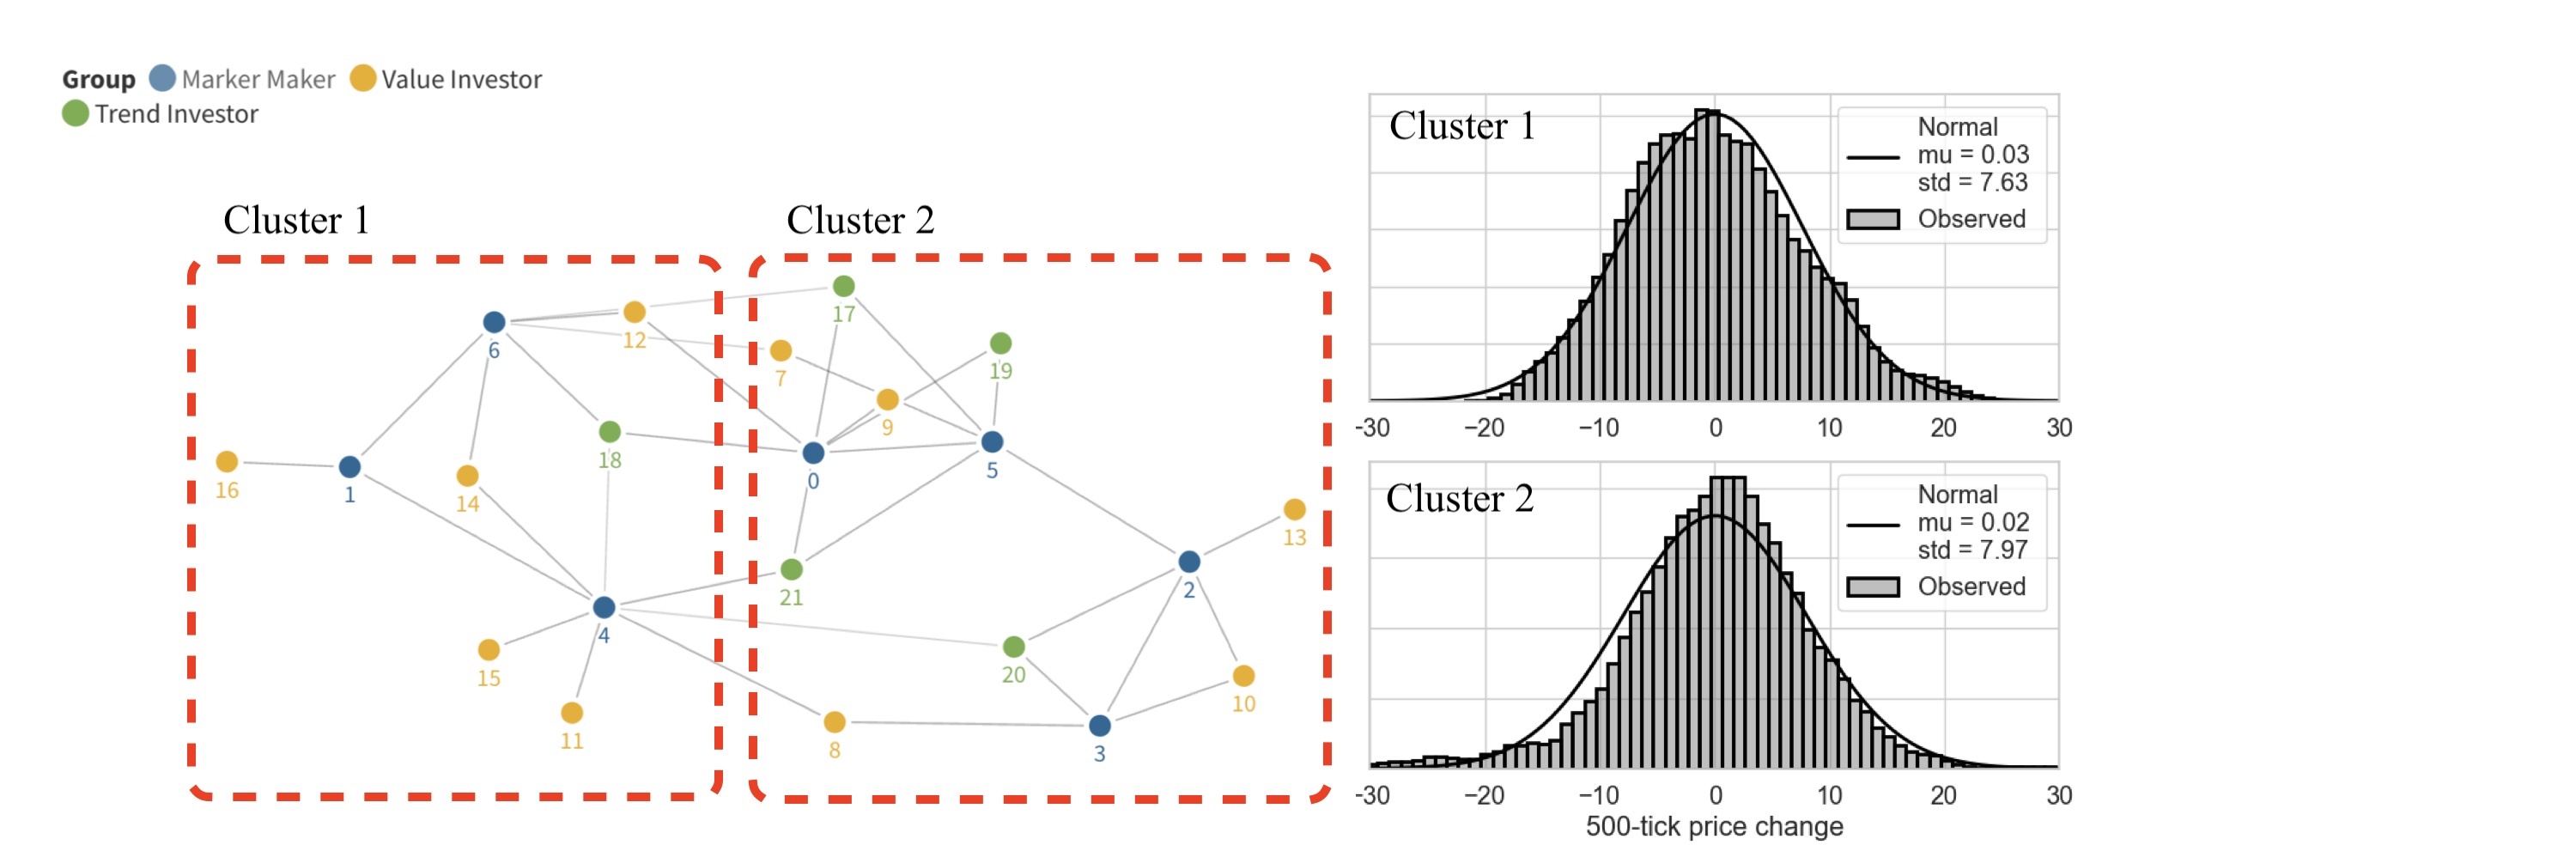 Group Marker Maker Value Investor
Trend Investor
Cluster 1
Cluster 2
17
12
6
7
19
9
18
0
5
16
1
14
13
21
2
4
15
20
10
11
8
3
Cluster 1
Normal
mu = 0.03
std = 7.63
Observed
-30 −20 −10 0 10 20 30
Cluster 2
Normal
mu = 0.02
std = 7.97
Observed
-30 −20 −10 0 10 20 30
500-tick price change